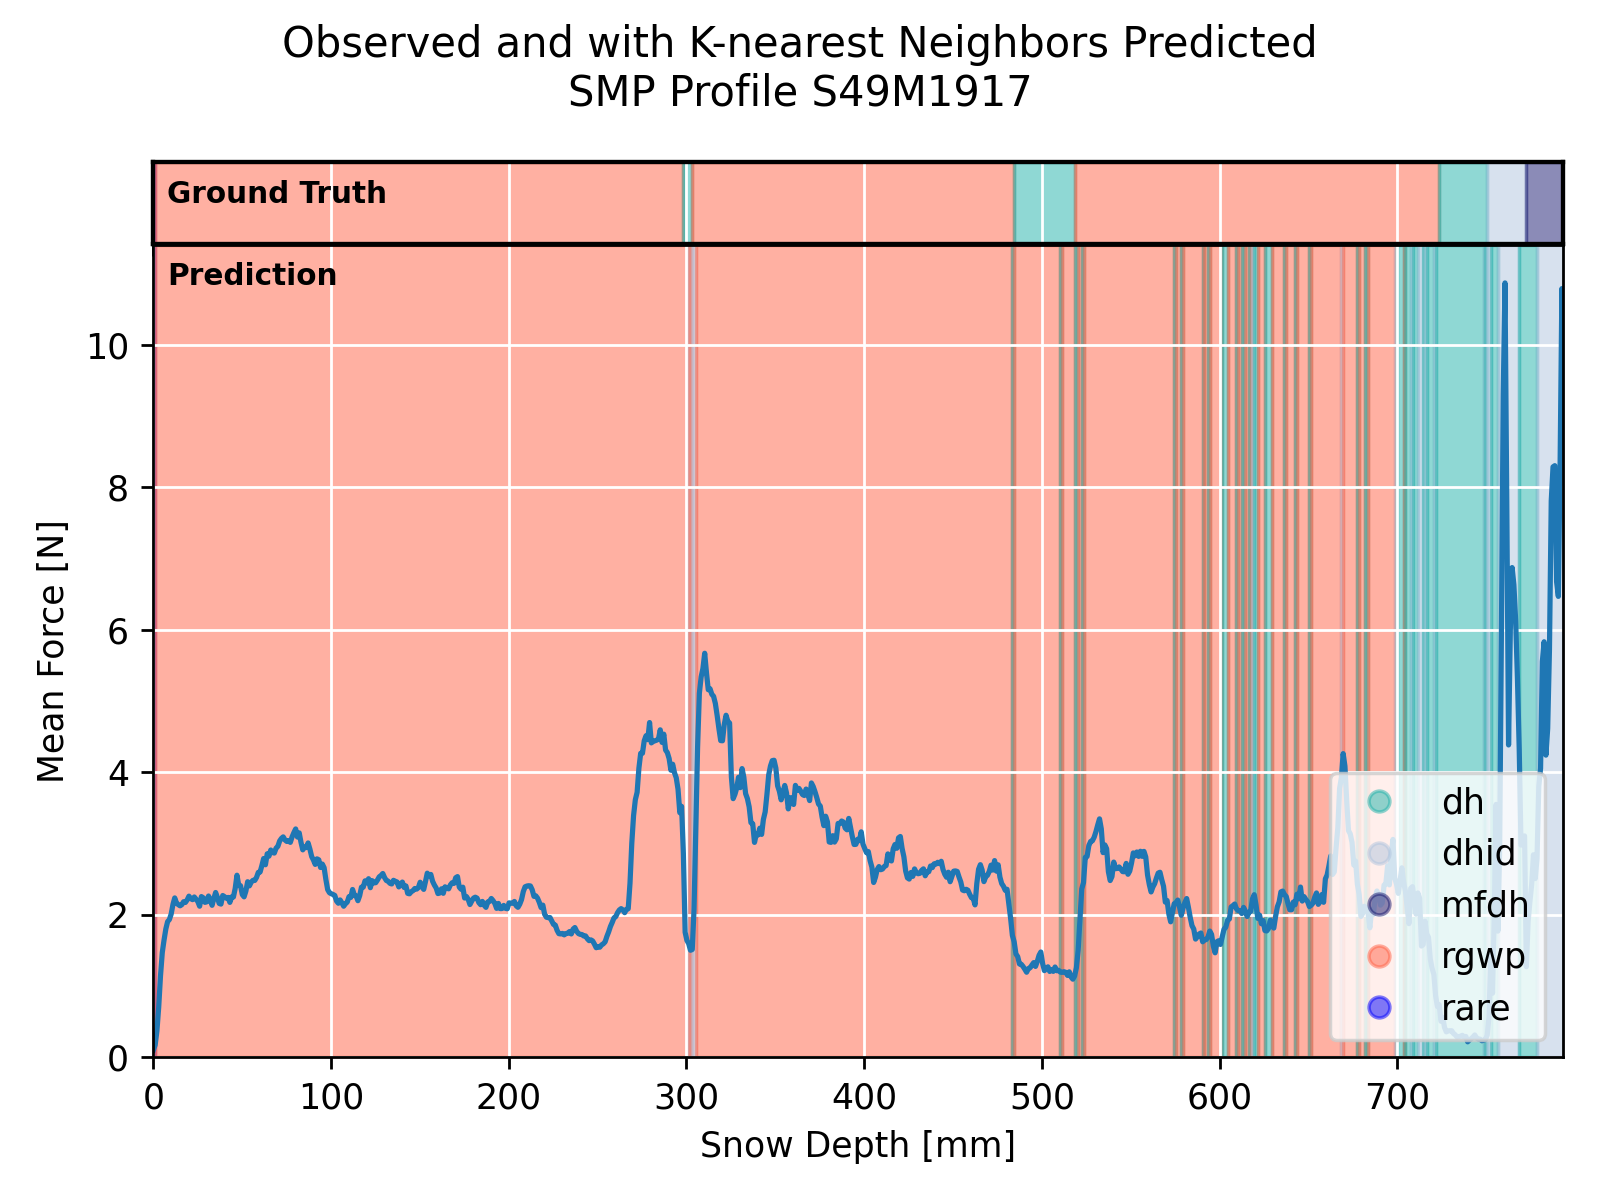 Observed and with K-nearest Neighbors Predicted
SMP Profile S49M1917
Ground Truth
Prediction
10
8
6
4
2
0
Mean Force [N]
dh
dhid
mfdh
rgwp
rare
0 100 200 300 400 500 600 700
Snow Depth [mm]